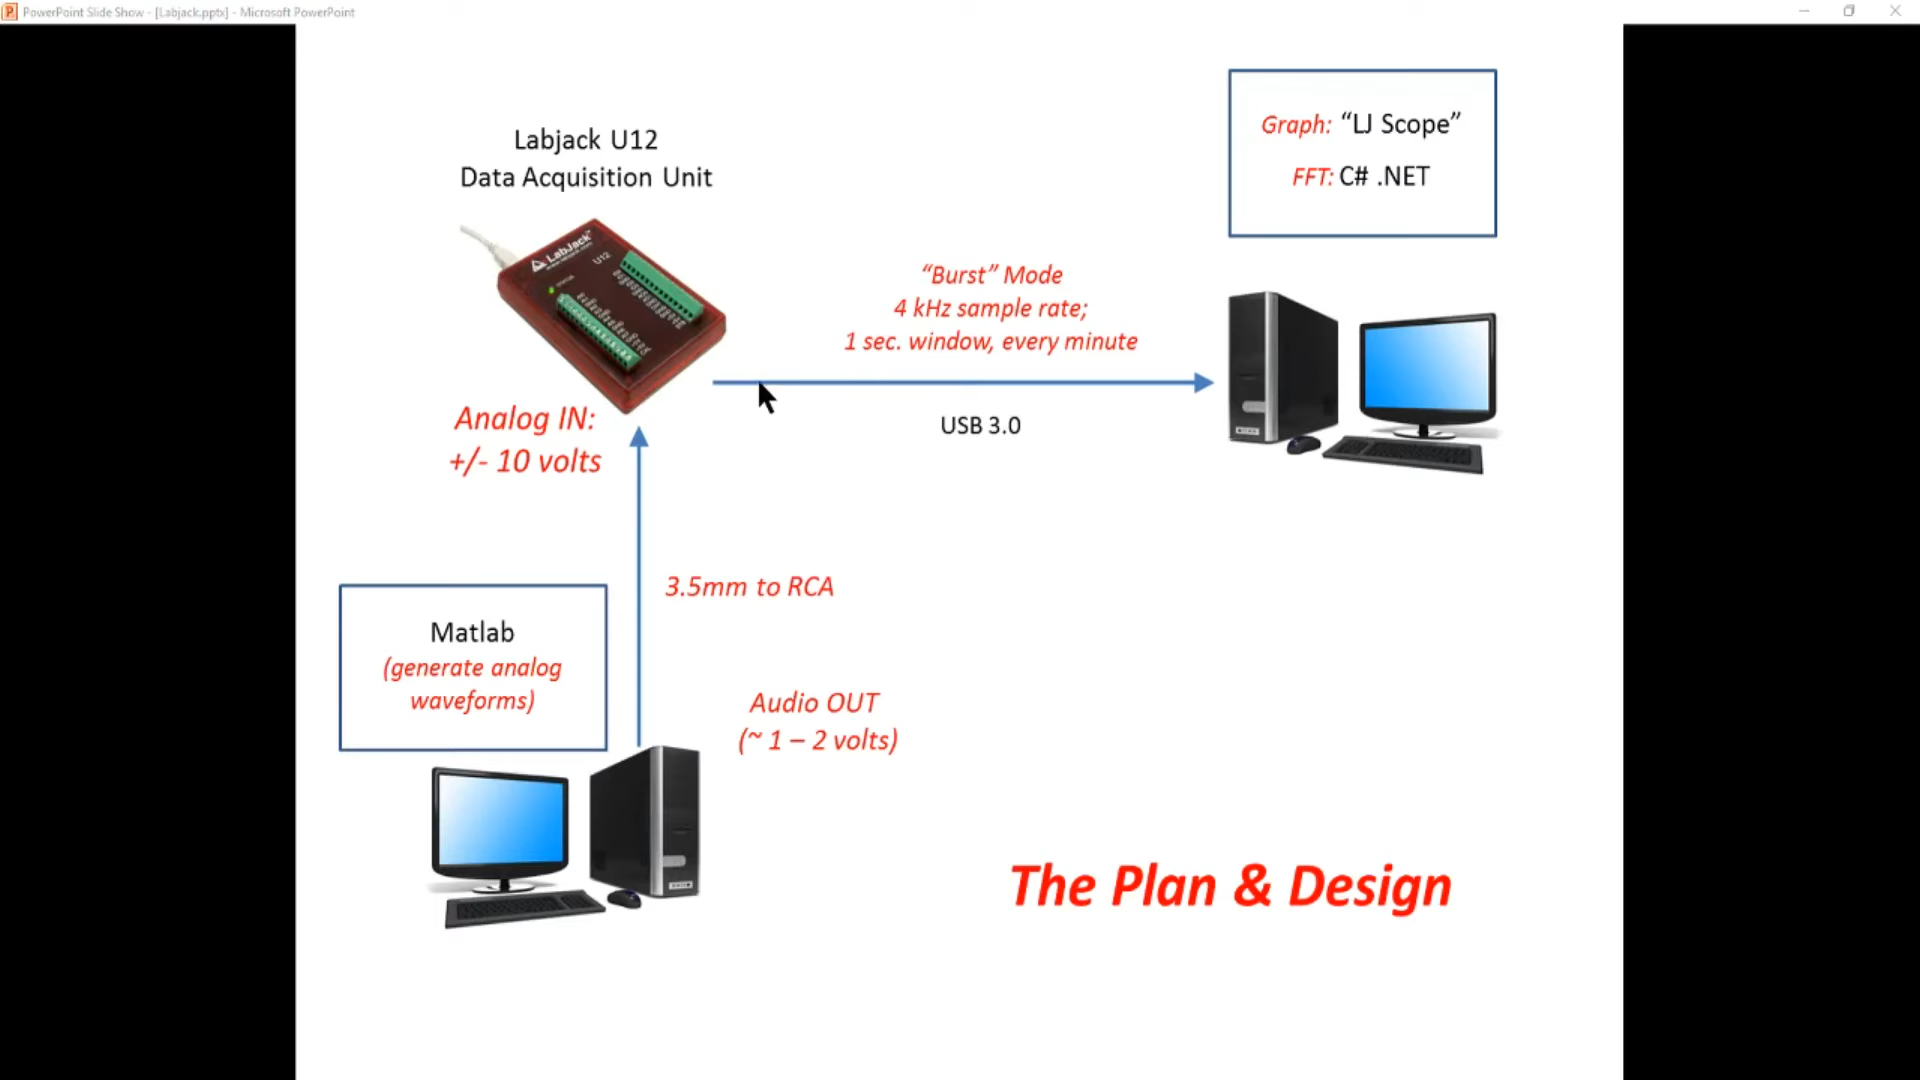 PowerPoint Slide Show - [Labjack.pptx] - Microsoft PowerPoint
Labjack U12
Data Acquisition Unit
LabJack
U12
Graph: “LJ Scope”
FFT: C# .NET
“Burst” Mode
4 kHz sample rate;
1 sec. window, every minute
USB 3.0
Analog IN:
+/- 10 volts
3.5mm to RCA
Matlab
(generate analog
waveforms)
Audio OUT
(~ 1 – 2 volts)
The Plan & Design